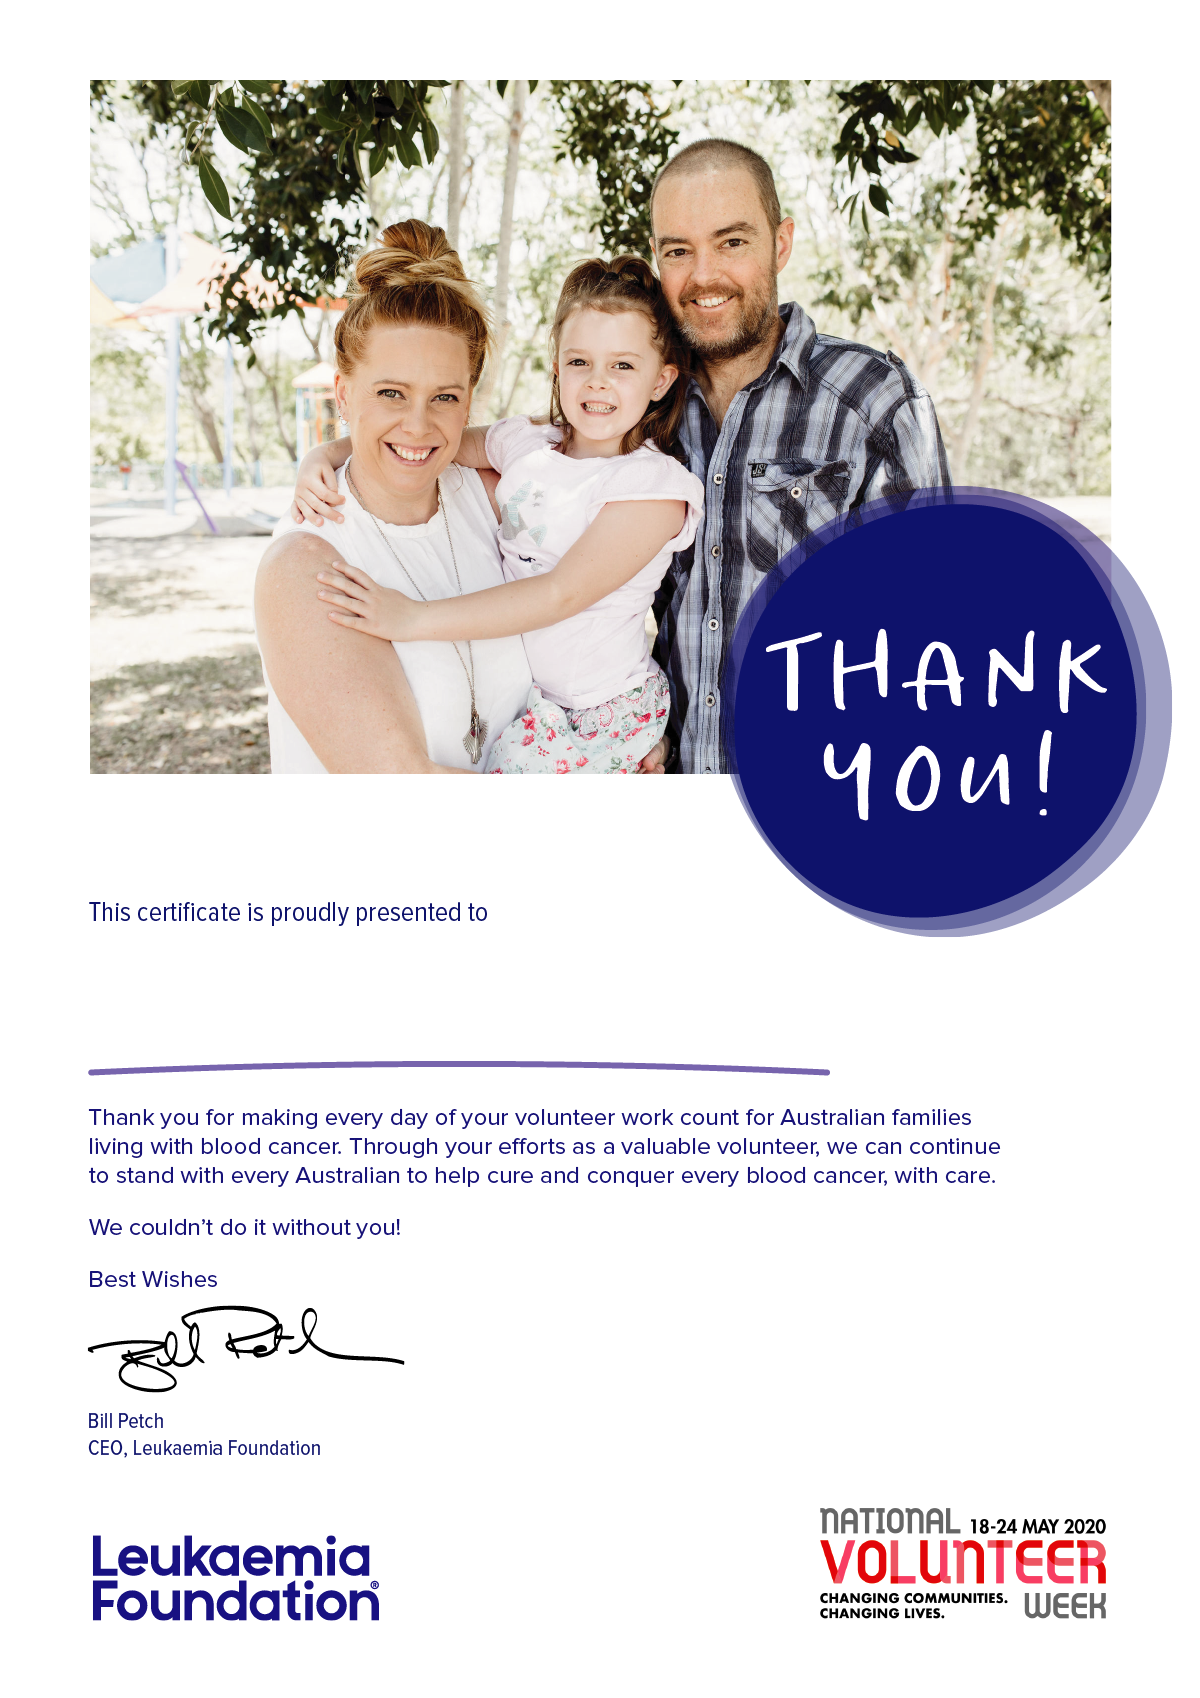 THANK
YOU!
This certificate is proudly presented to
Thank you for making every day of your volunteer work count for Australian families
living with blood cancer. Through your efforts as a valuable volunteer, we can continue
to stand with every Australian to help cure and conquer every blood cancer, with care.
We couldn’t do it without you!
Best Wishes
Bill Petch
Bill Petch
CEO, Leukaemia Foundation
Leukaemia
Foundation®
NATIONAL 18-24 MAY 2020
VOLUNTEER
CHANGING COMMUNITIES.
CHANGING LIVES.
WEEK